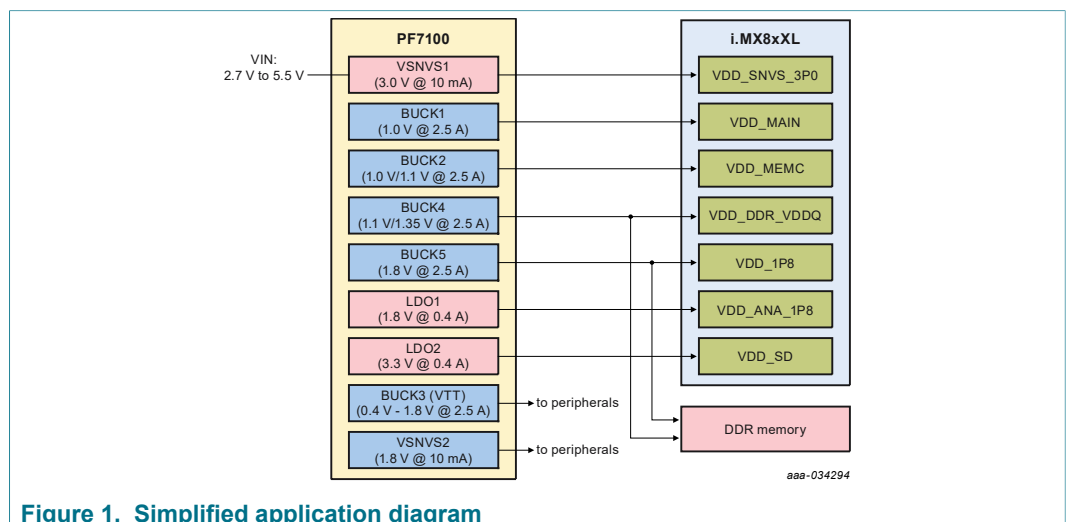 PF7100
i.MX8xXL
VIN:
2.7 V to 5.5 V
VSNVS1
(3.0 V @ 10 mA)
VDD_SNVS_3P0
BUCK1
(1.0 V @ 2.5 A)
VDD_MAIN
BUCK2
(1.0 V/1.1 V @ 2.5 A)
VDD_MEMC
BUCK4
(1.1 V/1.35 V @ 2.5 A)
VDD_DDR_VDDQ
BUCK5
(1.8 V @ 2.5 A)
VDD_1P8
LDO1
(1.8 V @ 0.4 A)
VDD_ANA_1P8
LDO2
(3.3 V @ 0.4 A)
VDD_SD
BUCK3 (VTT)
(0.4 V - 1.8 V @ 2.5 A)
to peripherals
DDR memory
VSNVS2
(1.8 V @ 10 mA)
to peripherals
aaa-034294
Figure 1. Simplified application diagram